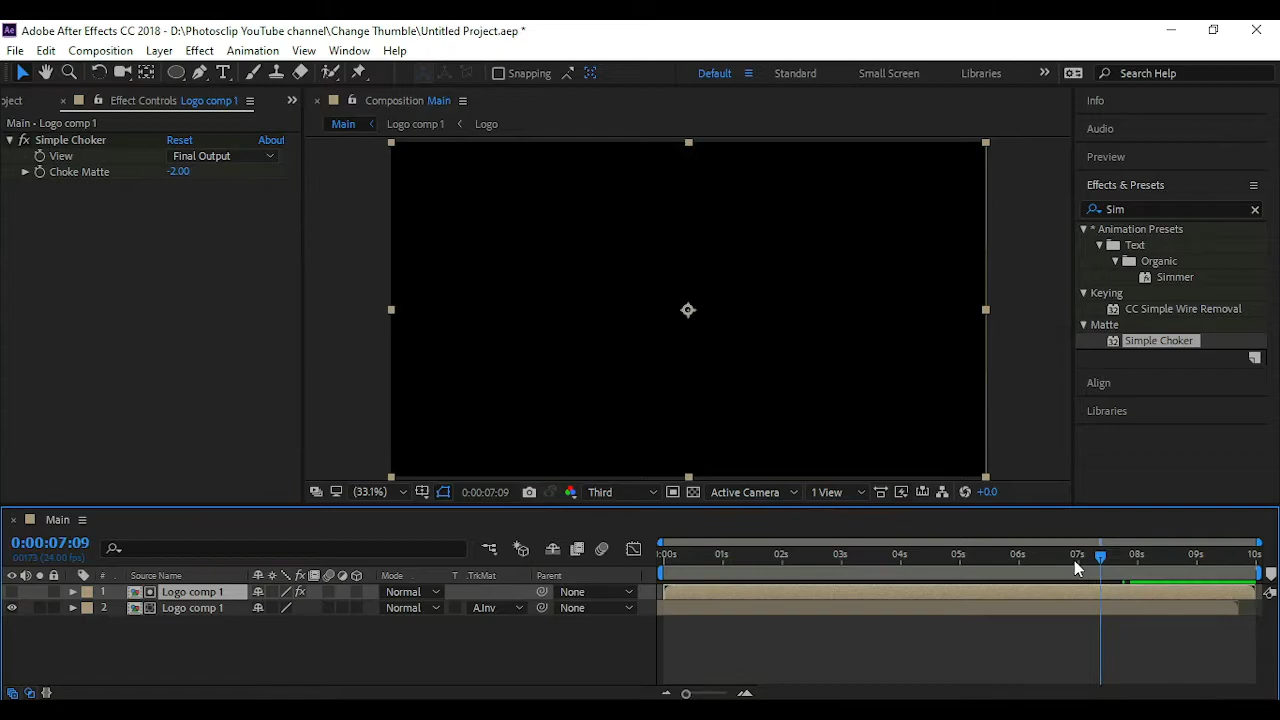 Ae Adobe After Effects CC 2018 - D:\Photosclip YouTube channel\Change Thumble\Untitled Project.aep *
File Edit Composition Layer Effect Animation View Window Help
T Snapping Default Standard Small Screen Libraries Search Help
oject Effect Controls Logo comp 1 Composition Main Info
Main - Logo comp 1 Main Logo comp 1 Logo Audio
fx Simple Choker Reset About
View Final Output Preview
Choke Matte -2.00
Effects & Presets
Sim
* Animation Presets
Text
Organic
Simmer
Keying
CC Simple Wire Removal
Matte
Simple Choker
Align
Libraries
(33.1%) 0:00:07:09 Third Active Camera 1 View +0.0
Main
0:00:07:09
00173 (24.00 fps)
:00s 01s 02s 03s 04s 05s 06s 07s 08s 09s 10s
# Source Name fx Mode T TrkMat Parent
1 Logo comp 1 fx Normal None
2 Logo comp 1 Normal A.Inv None